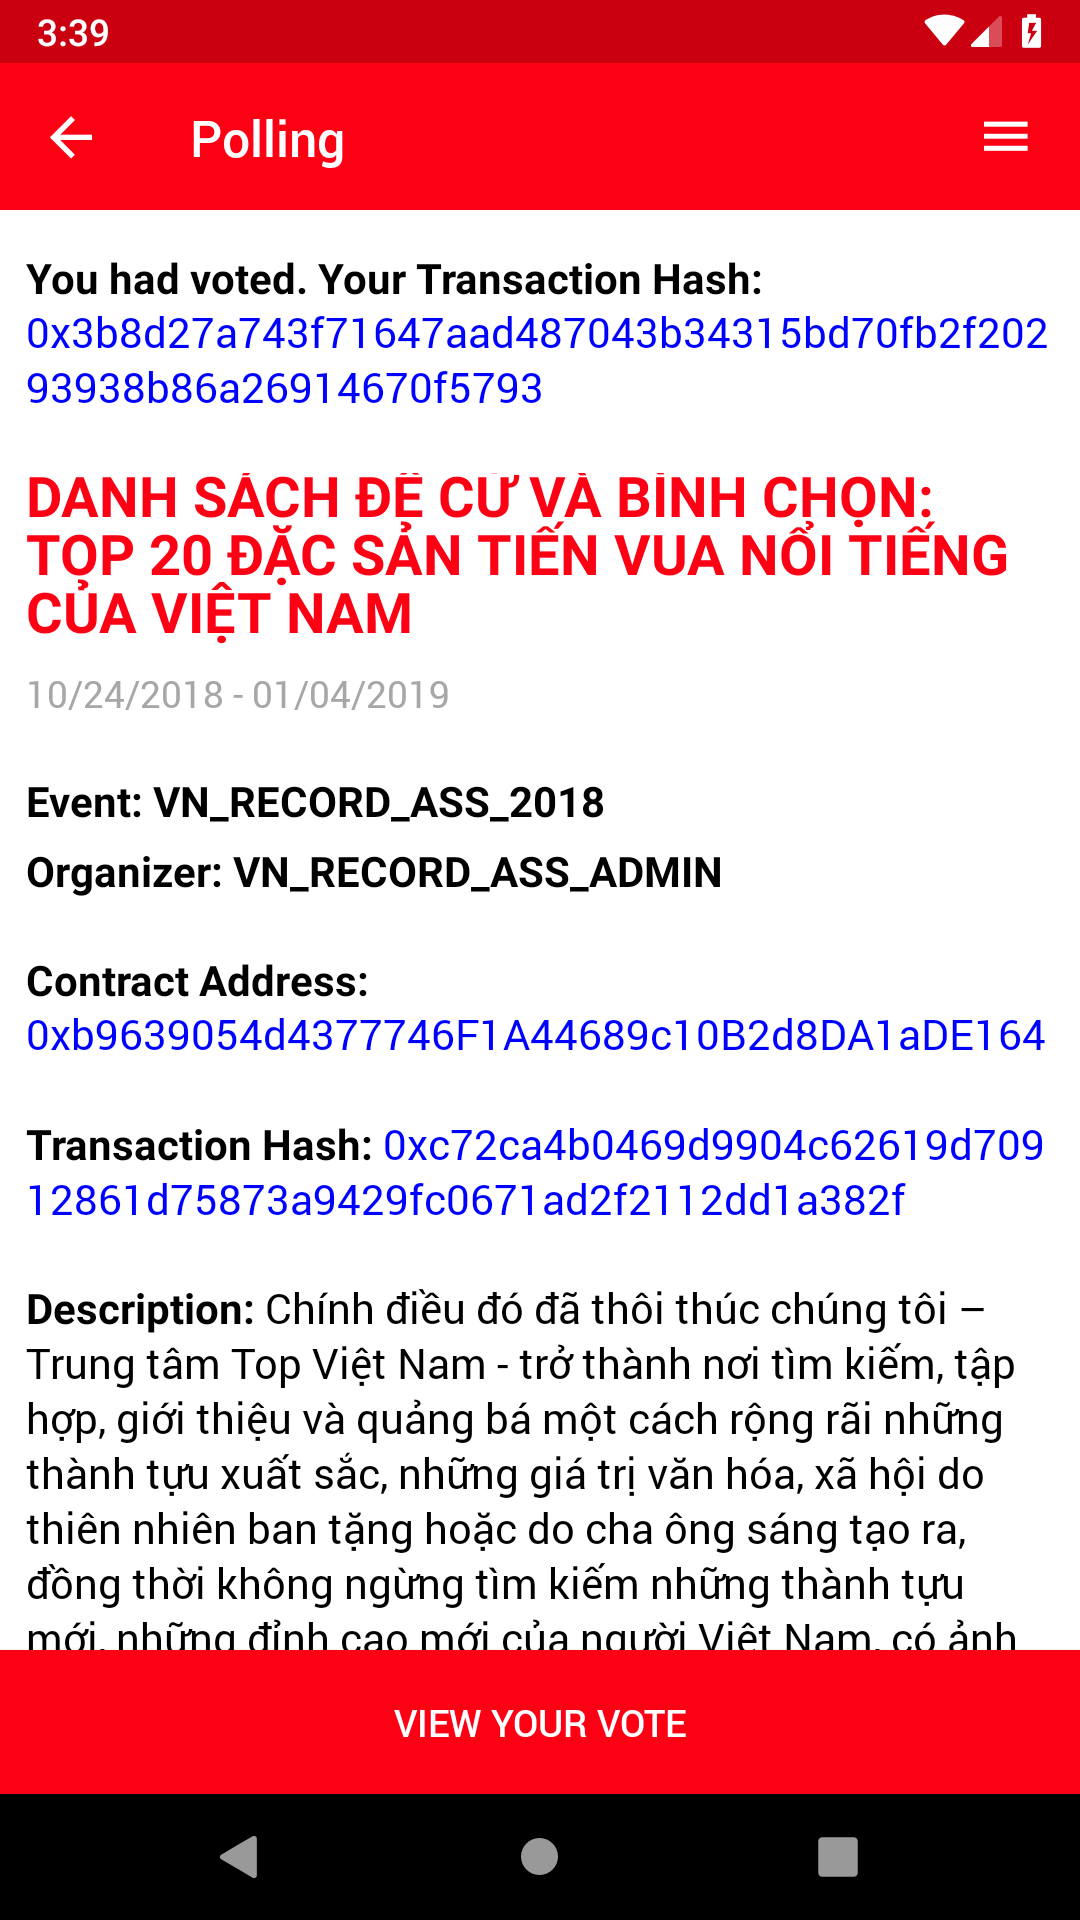 3:39
Polling
You had voted. Your Transaction Hash:
0x3b8d27a743f71647aad487043b34315bd70fb2f202
93938b86a26914670f5793
DANH SÁCH ĐỀ CỬ VÀ BÌNH CHỌN:
TOP 20 ĐẶC SẢN TIẾN VUA NỔI TIẾNG
CỦA VIỆT NAM
10/24/2018 - 01/04/2019
Event: VN_RECORD_ASS_2018
Organizer: VN_RECORD_ASS_ADMIN
Contract Address:
0xb9639054d4377746F1A44689c10B2d8DA1aDE164
Transaction Hash: 0xc72ca4b0469d9904c62619d709
12861d75873a9429fc0671ad2f2112dd1a382f
Description: Chính điều đó đã thôi thúc chúng tôi –
Trung tâm Top Việt Nam - trở thành nơi tìm kiếm, tập
hợp, giới thiệu và quảng bá một cách rộng rãi những
thành tựu xuất sắc, những giá trị văn hóa, xã hội do
thiên nhiên ban tặng hoặc do cha ông sáng tạo ra,
đồng thời không ngừng tìm kiếm những thành tựu
mới, những đỉnh cao mới của người Việt Nam, có ảnh
VIEW YOUR VOTE